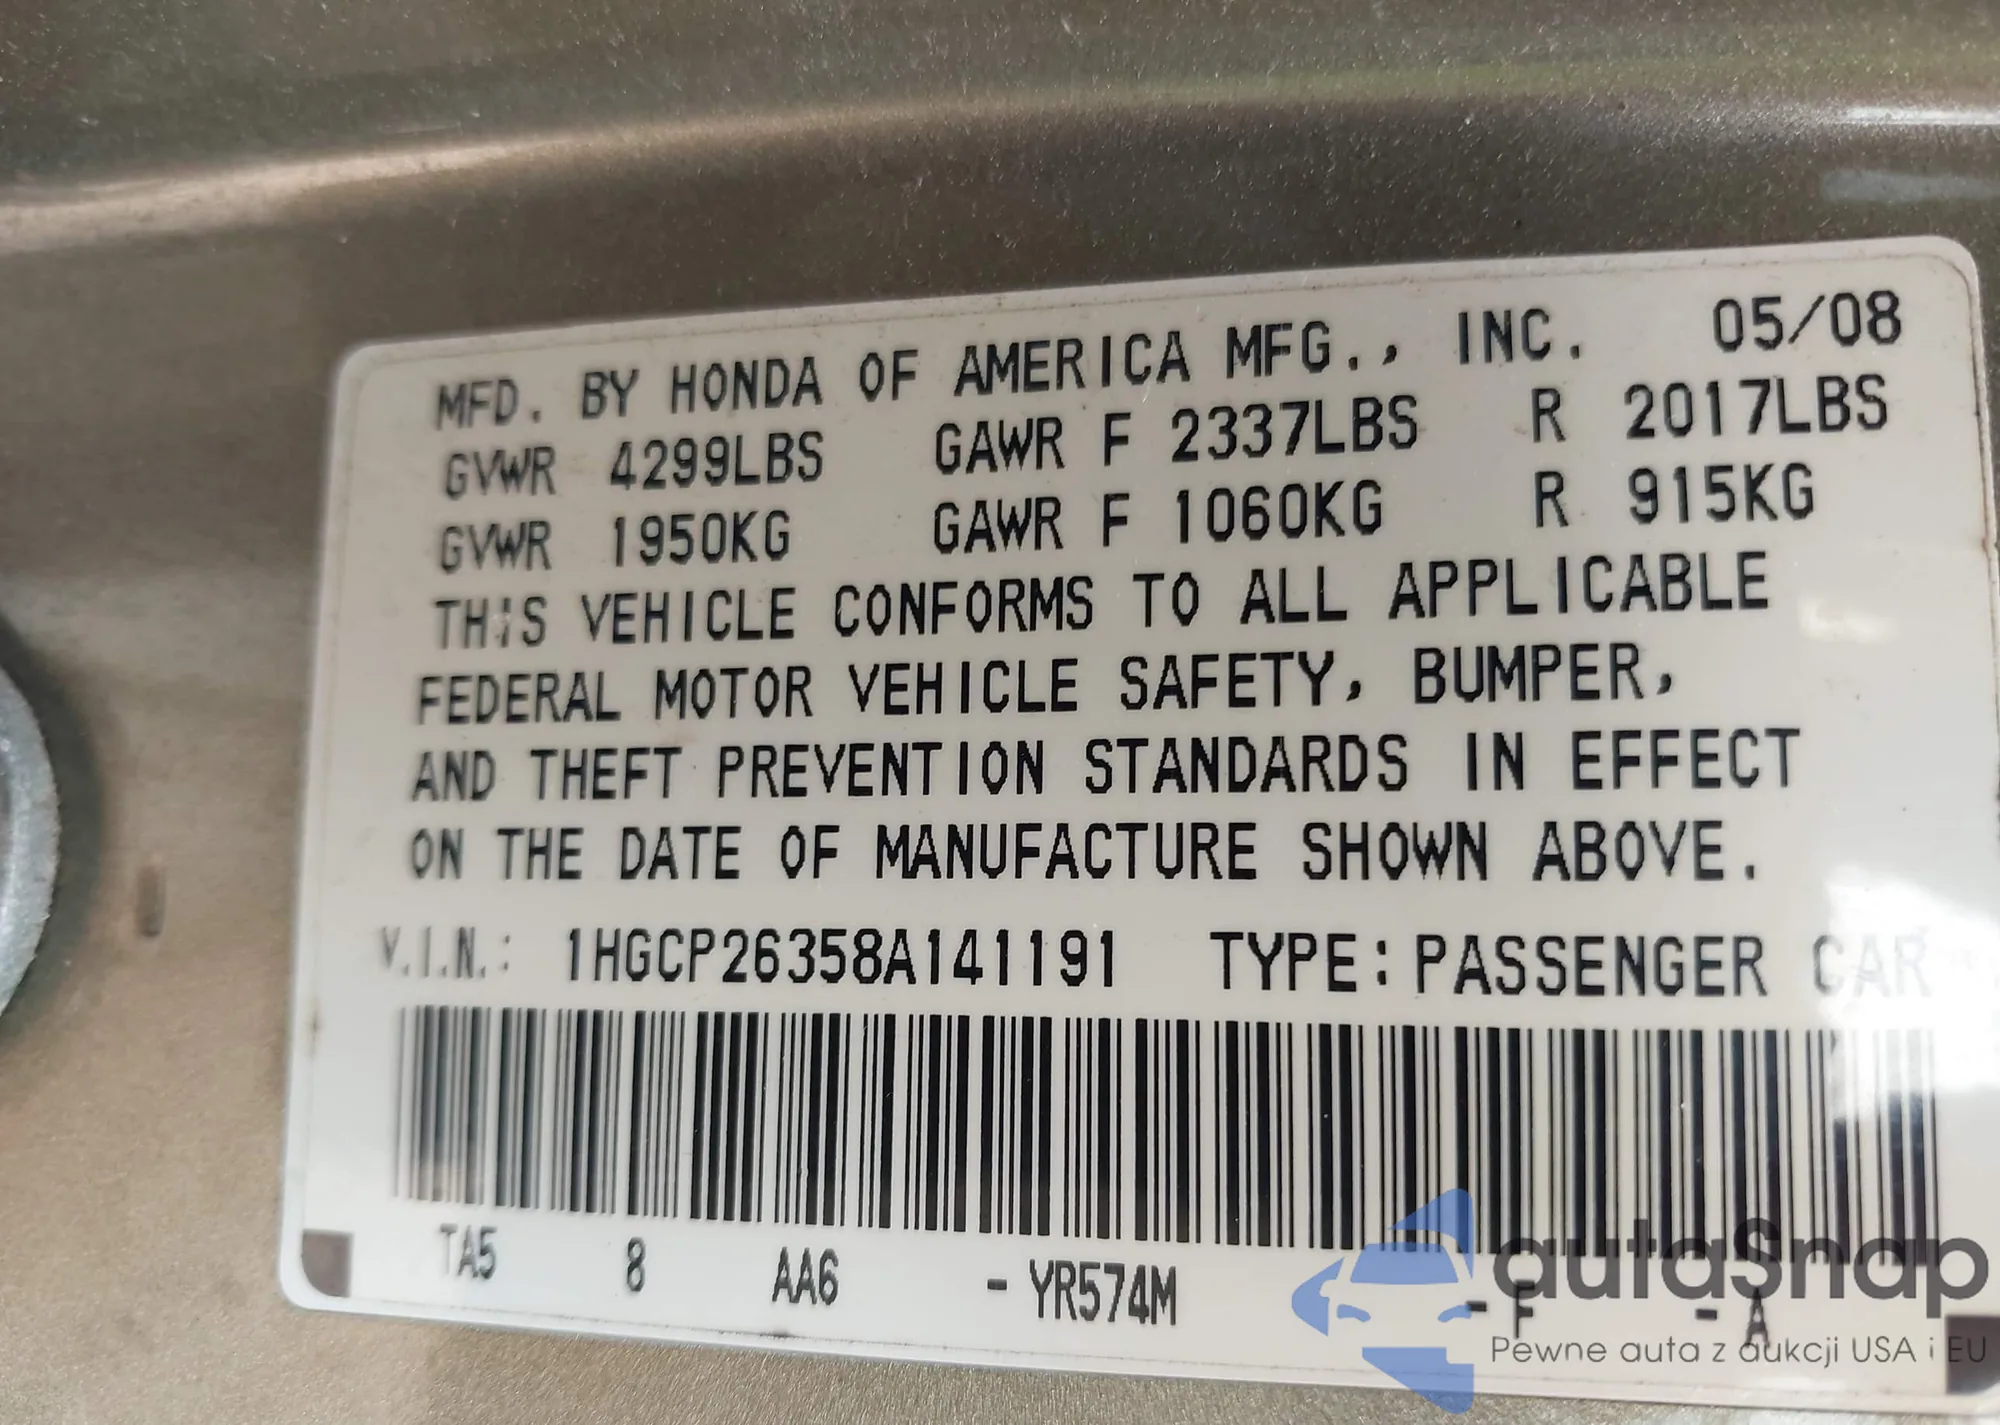 MFD. BY HONDA OF AMERICA MFG., INC. 05/08
GVWR 4299LBS GAWR F 2337LBS R 2017LBS
GVWR 1950KG GAWR F 1060KG R 915KG
THIS VEHICLE CONFORMS TO ALL APPLICABLE
FEDERAL MOTOR VEHICLE SAFETY, BUMPER,
AND THEFT PREVENTION STANDARDS IN EFFECT
ON THE DATE OF MANUFACTURE SHOWN ABOVE.
V.I.N.: 1HGCP26358A141191 TYPE: PASSENGER CAR
TA5 8 AA6 - YR574M - F - A
autaSnap
Pewne auta z aukcji USA i EU